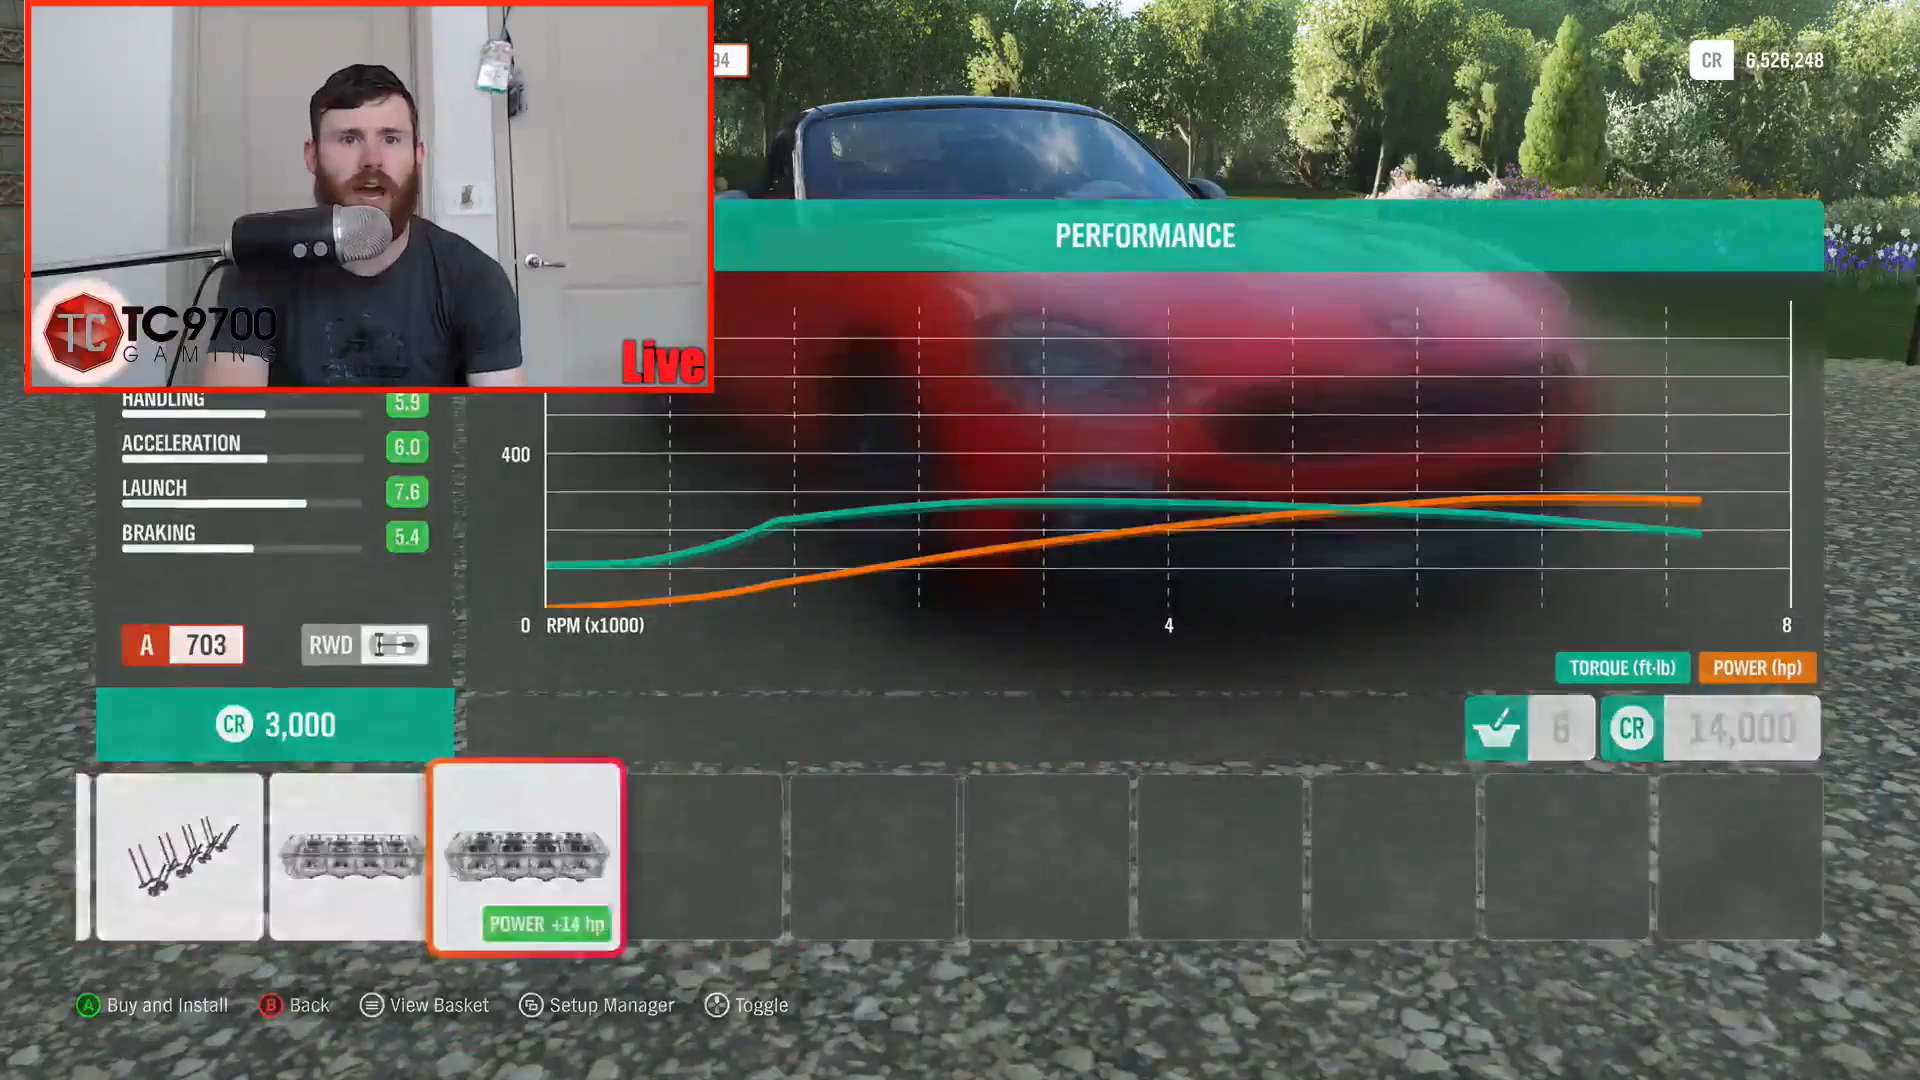 94
CR 6,526,248
PERFORMANCE
TC TC9700
GAMING
Live
HANDLING 5.9
ACCELERATION 6.0
LAUNCH 7.6
BRAKING 5.4
400
0 RPM (x1000) 4 8
A 703 RWD
TORQUE (ft·lb) POWER (hp)
CR 3,000
6 CR 14,000
POWER +14 hp
A Buy and Install B Back View Basket Setup Manager Toggle